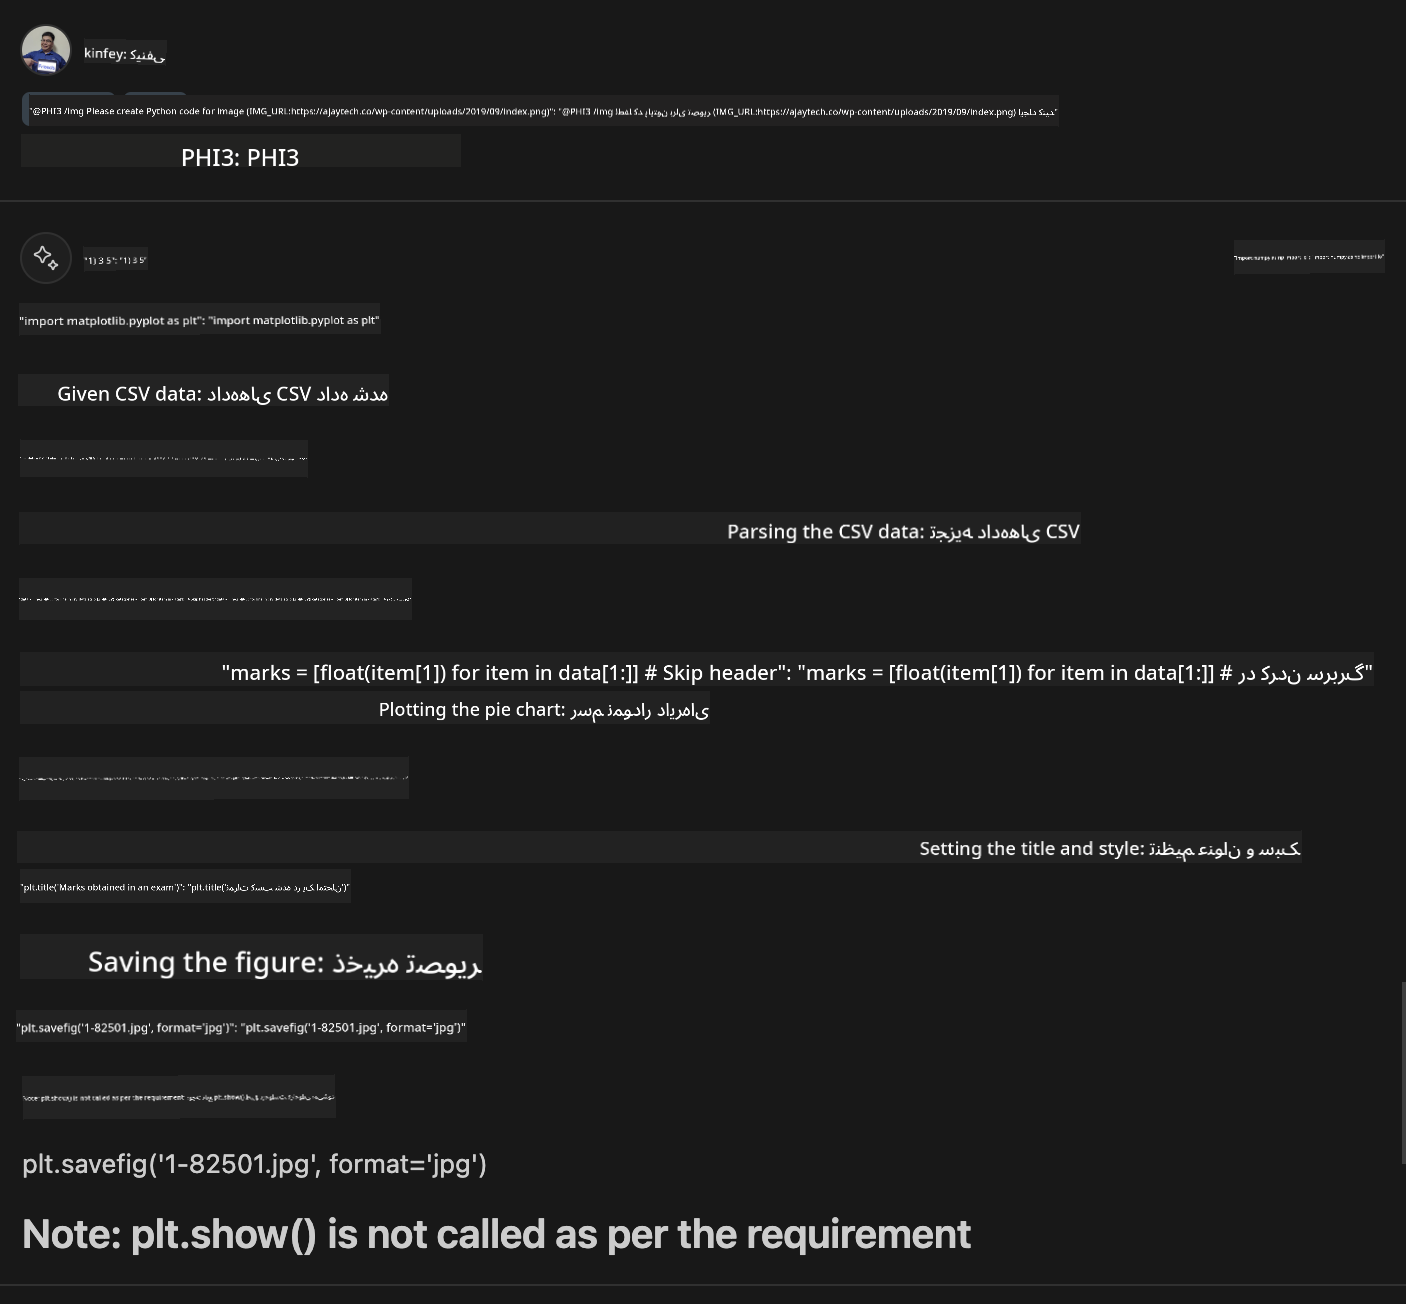 kinfey: کینفی
"@PHI3 /img Please create Python code for image (IMG_URL:https://ajaytech.co/wp-content/uploads/2019/09/index.png)": "@PHI3 /img لطفا کد پایتون برای تصویر (IMG_URL:https://ajaytech.co/wp-content/uploads/2019/09/index.png) ایجاد کنید"
PHI3: PHI3
"1) 3 5": "1) 3 5"
"import matplotlib.pyplot as plt": "import matplotlib.pyplot as plt"
Given CSV data: داده‌های CSV داده شده
Parsing the CSV data: تجزیه داده‌های CSV
"marks = [float(item[1]) for item in data[1:]] # Skip header": "marks = [float(item[1]) for item in data[1:]] # رد کردن سربرگ"
Plotting the pie chart: رسم نمودار دایره‌ای
Setting the title and style: تنظیم عنوان و سبک
"plt.title('Marks obtained in an exam')": "plt.title('نمرات کسب شده در یک امتحان')"
Saving the figure: ذخیره تصویر
"plt.savefig('1-82501.jpg', format='jpg')": "plt.savefig('1-82501.jpg', format='jpg')"
"Note: plt.show() is not called as per the requirement
plt.savefig('1-82501.jpg', format='jpg')
Note: plt.show() is not called as per the requirement